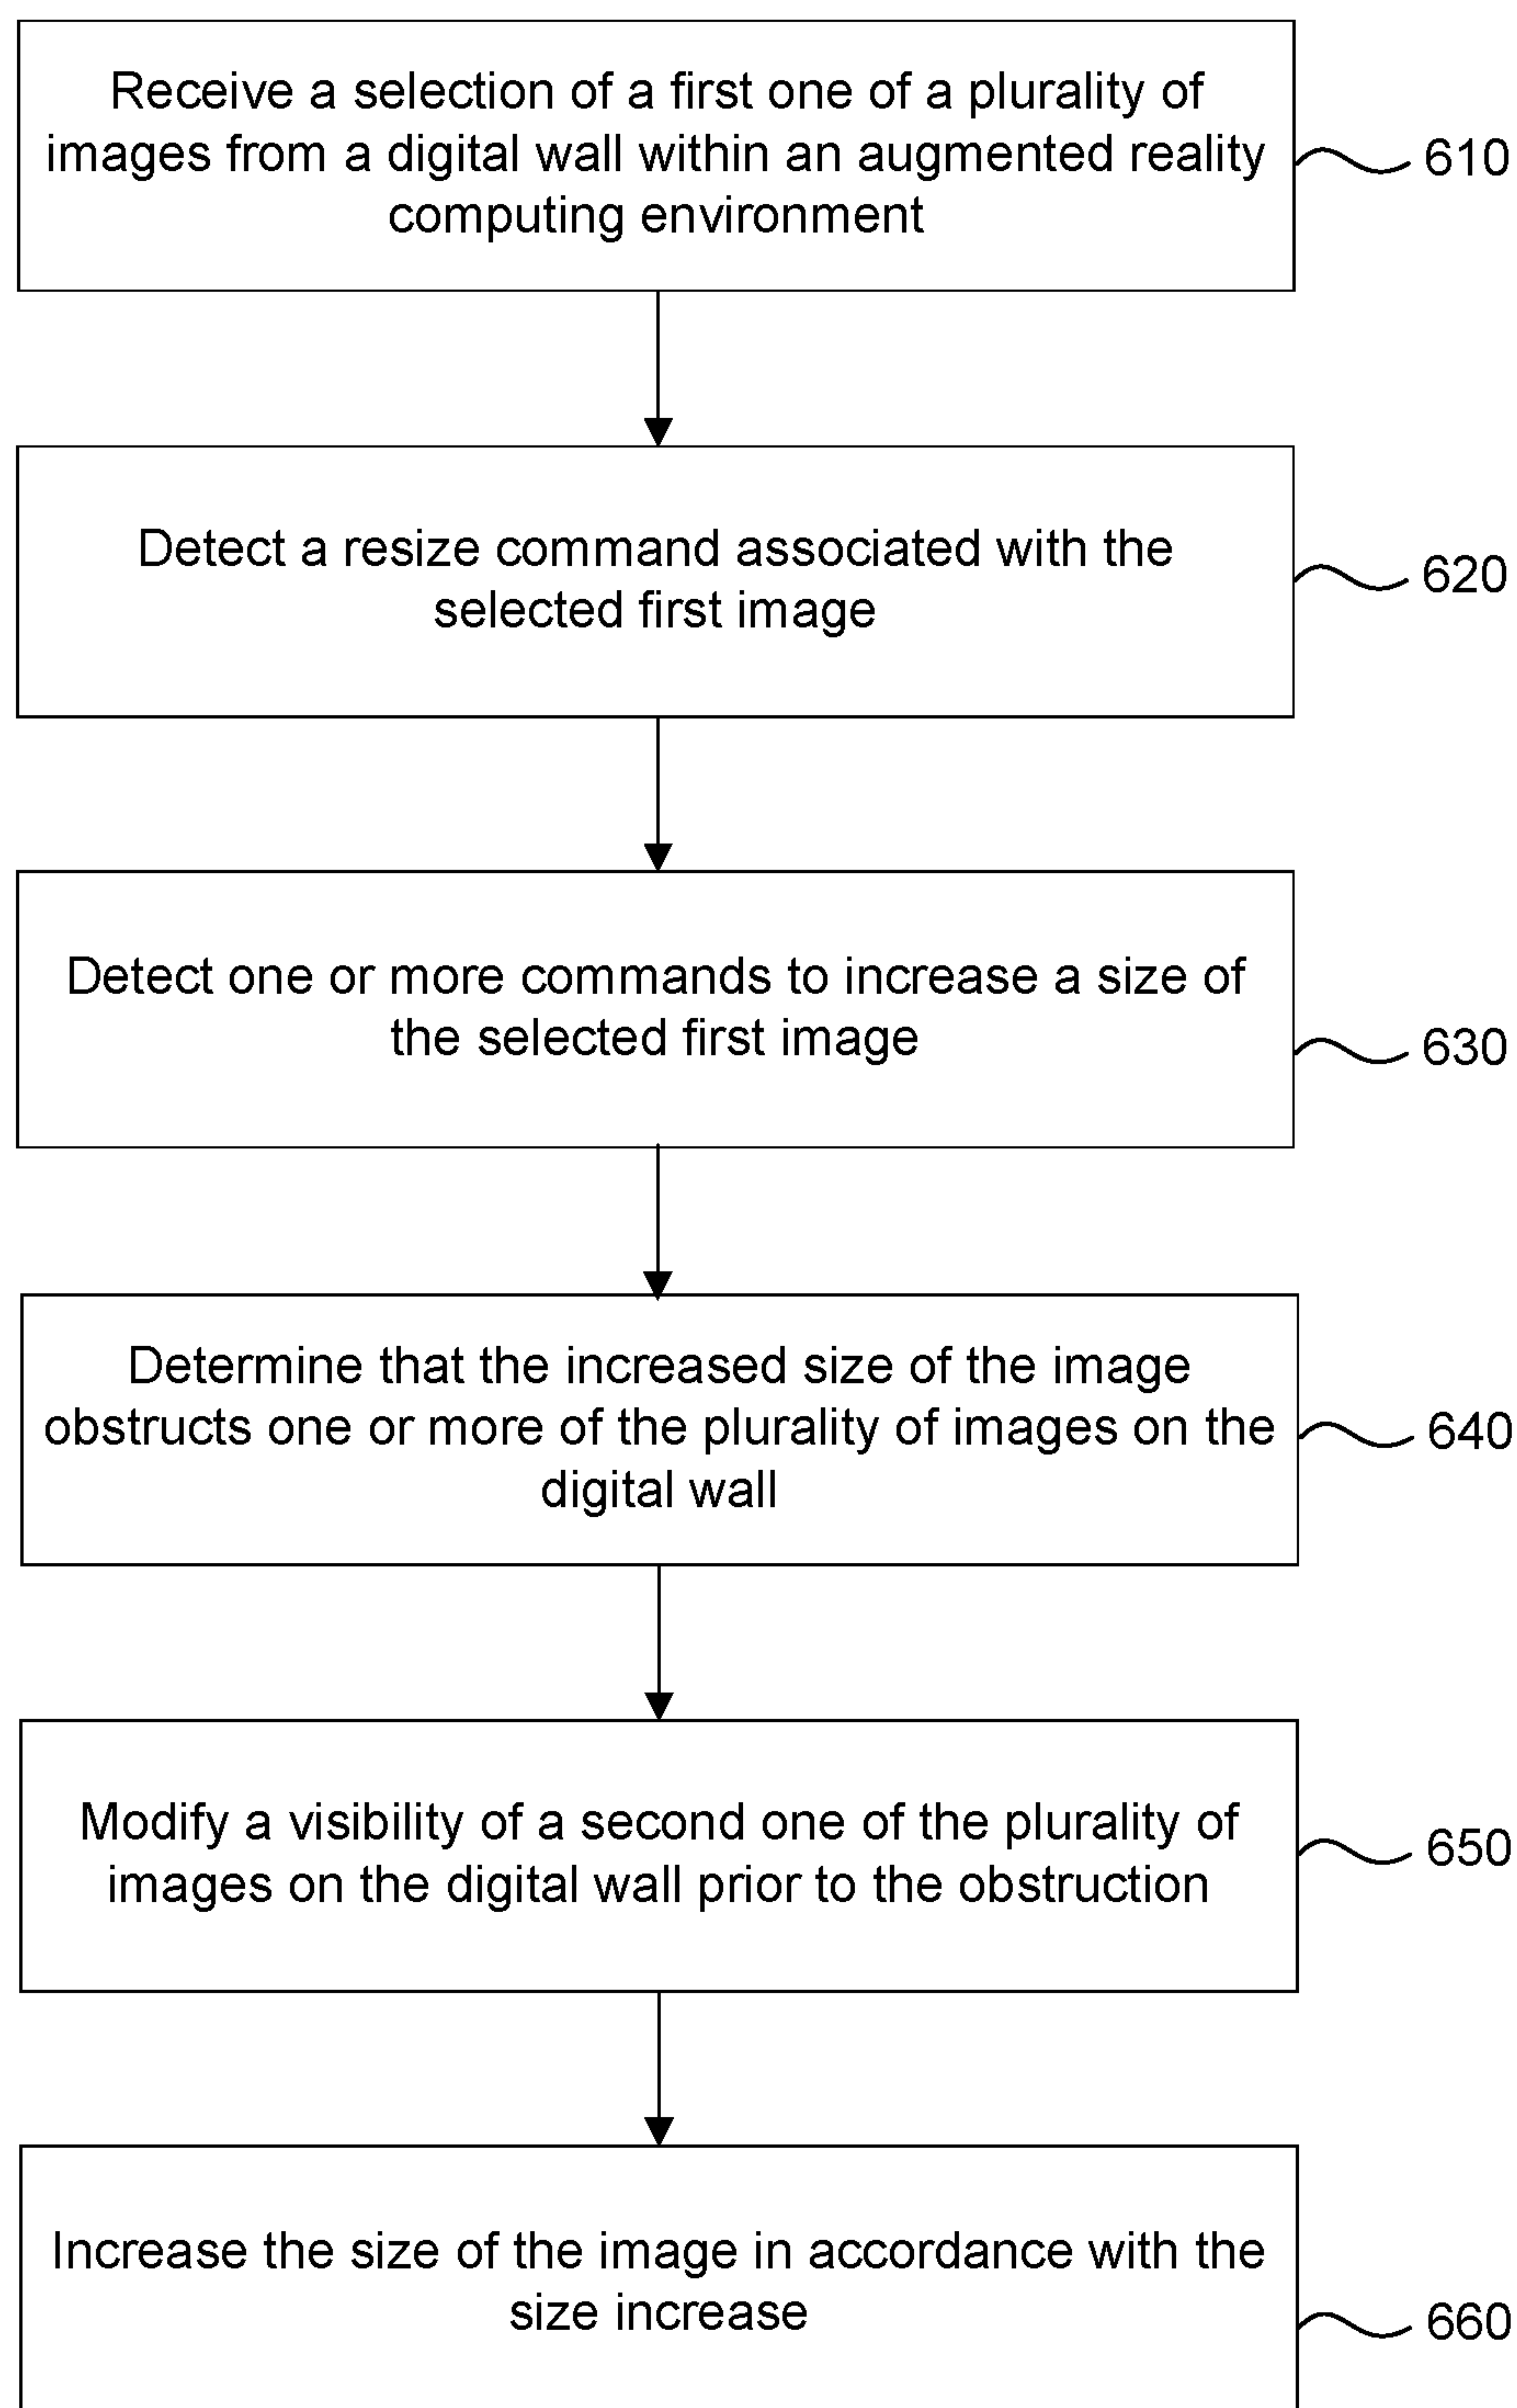 Receive a selection of a first one of a plurality of
images from a digital wall within an augmented reality
computing environment
610
Detect a resize command associated with the
selected first image
620
Detect one or more commands to increase a size of
the selected first image
630
Determine that the increased size of the image
obstructs one or more of the plurality of images on the
digital wall
640
Modify a visibility of a second one of the plurality of
images on the digital wall prior to the obstruction
650
Increase the size of the image in accordance with the
size increase
660